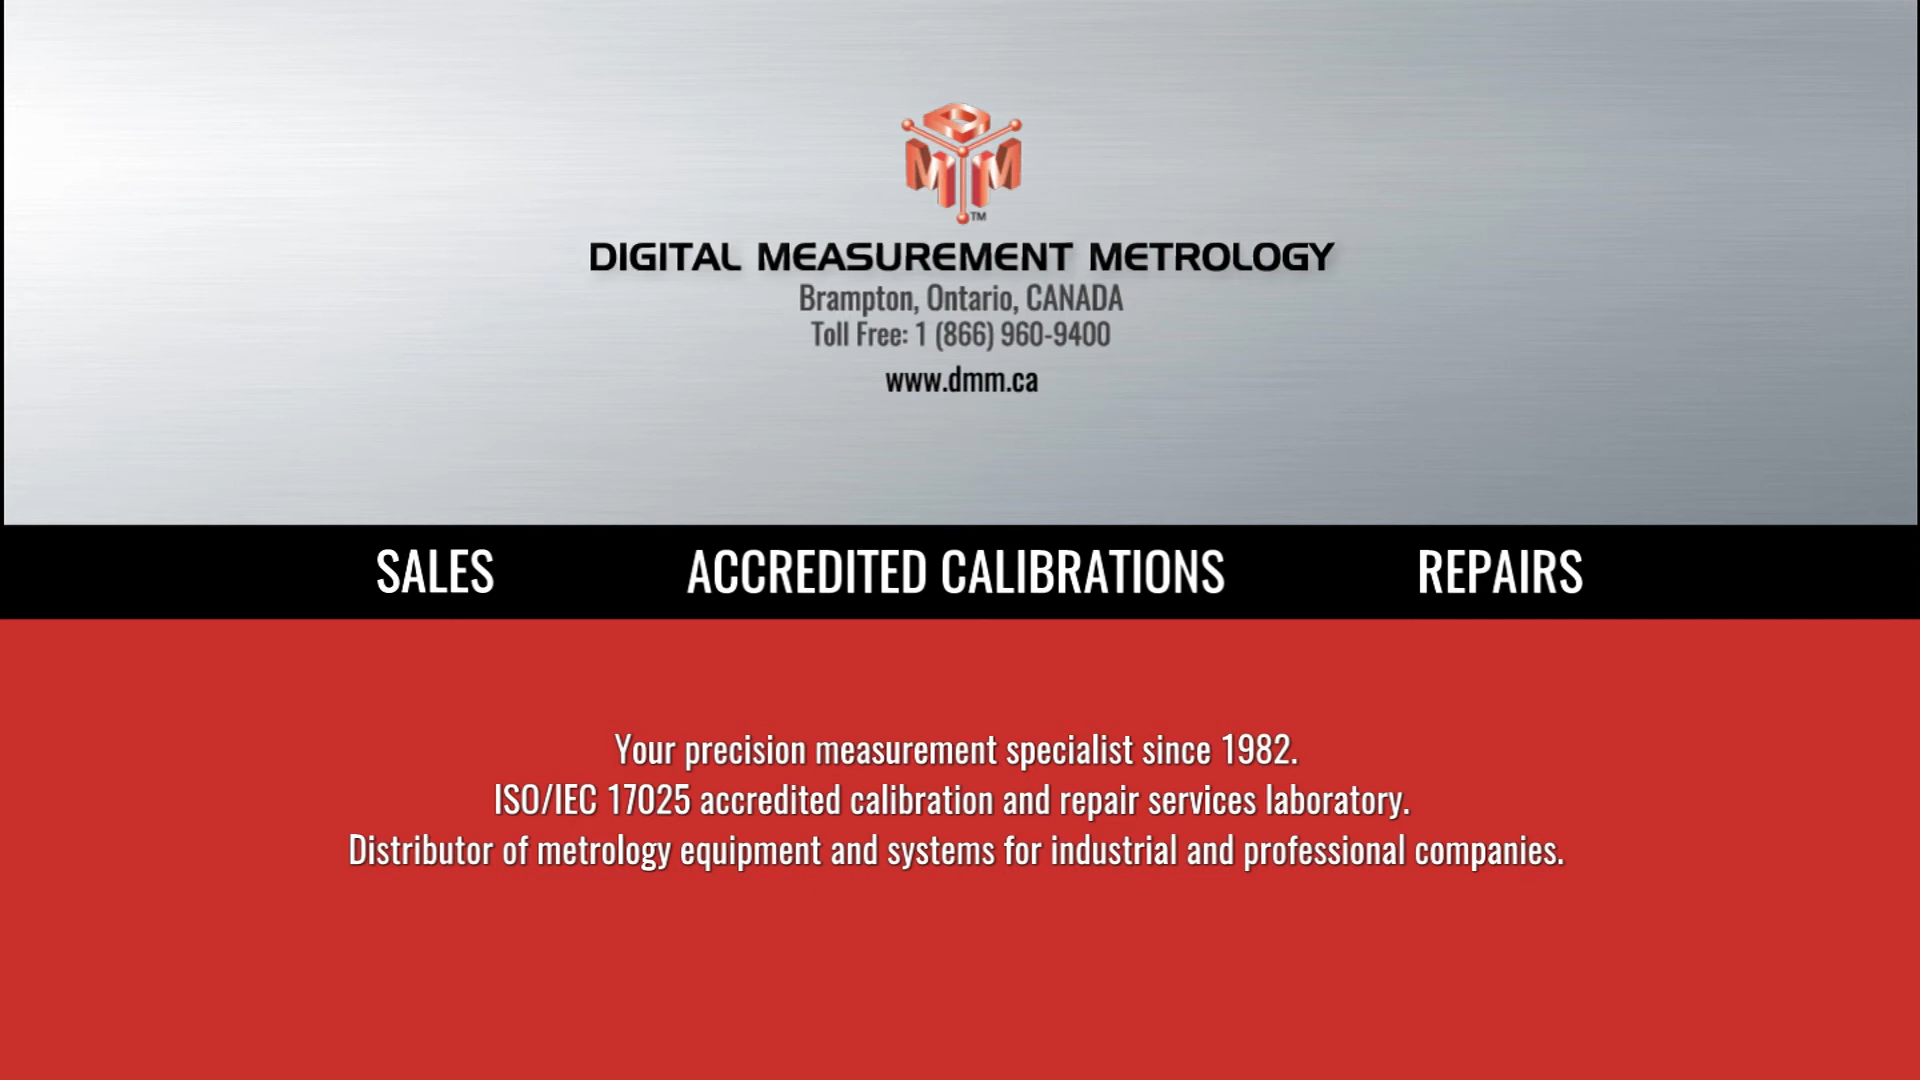 DMM
TM
DIGITAL MEASUREMENT METROLOGY
Brampton, Ontario, CANADA
Toll Free: 1 (866) 960-9400
www.dmm.ca
SALES ACCREDITED CALIBRATIONS REPAIRS
Your precision measurement specialist since 1982.
ISO/IEC 17025 accredited calibration and repair services laboratory.
Distributor of metrology equipment and systems for industrial and professional companies.